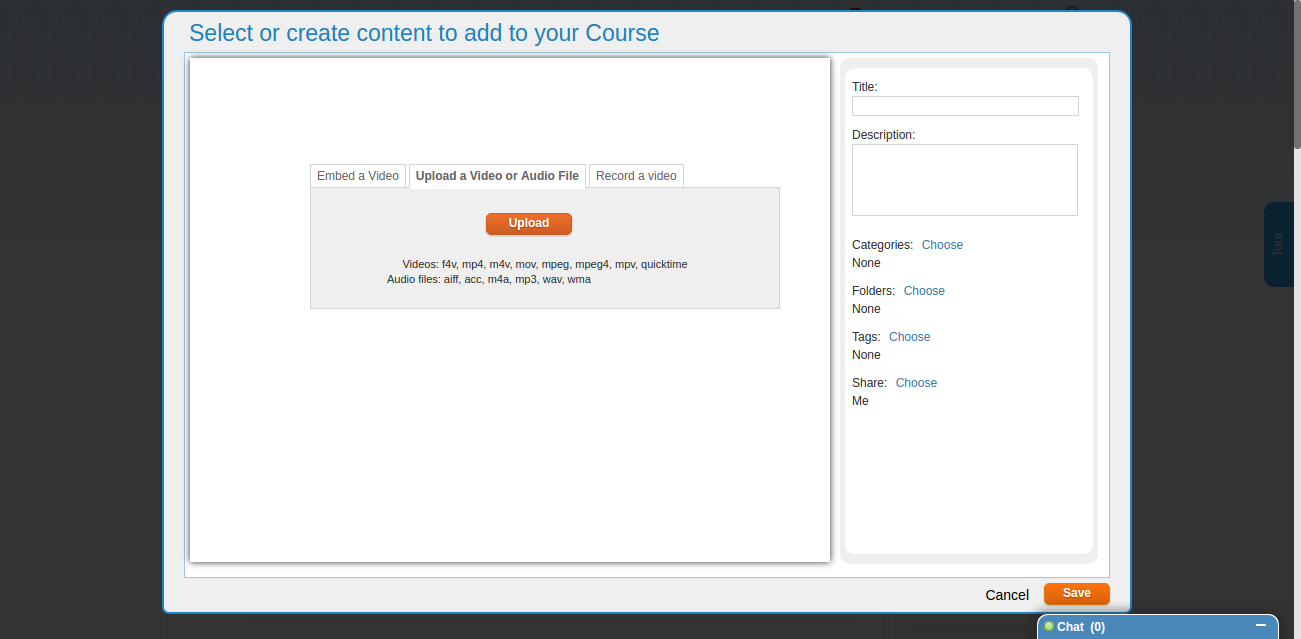 Select or create content to add to your Course
Embed a Video
Upload a Video or Audio File
Record a video
Upload
Videos: f4v, mp4, m4v, mov, mpeg, mpeg4, mpv, quicktime
Audio files: aiff, acc, m4a, mp3, wav, wma
Title:
Description:
Categories: Choose
None
Folders: Choose
None
Tags: Choose
None
Share: Choose
Me
Tour
Cancel
Save
Chat (0)